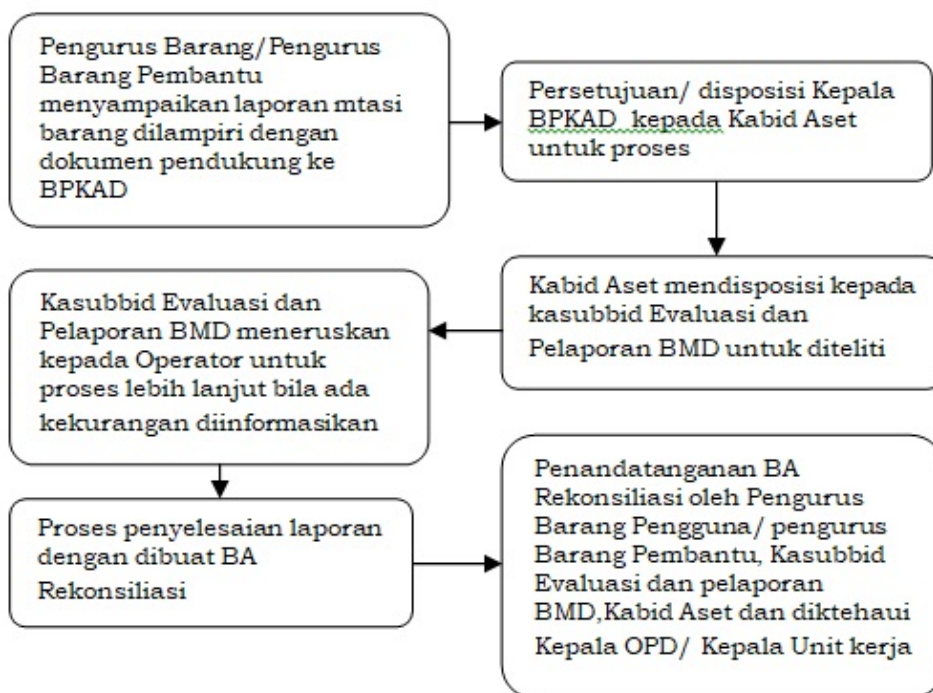 Pengurus Barang/Pengurus
Barang Pembantu
menyampaikan laporan mtasi
barang dilampiri dengan
dokumen pendukung ke
BPKAD
Persetujuan/ disposisi Kepala
BPKAD  kepada Kabid Aset
untuk proses
Kabid Aset mendisposisi kepada
kasubbid Evaluasi dan
Pelaporan BMD untuk diteliti
Kasubbid Evaluasi dan
Pelaporan BMD meneruskan
kepada Operator untuk
proses lebih lanjut bila ada
kekurangan diinformasikan
Proses penyelesaian laporan
dengan dibuat BA
Rekonsiliasi
Penandatanganan BA
Rekonsiliasi oleh Pengurus
Barang Pengguna/ pengurus
Barang Pembantu, Kasubbid
Evaluasi dan pelaporan
BMD,Kabid Aset dan diktehaui
Kepala OPD/ Kepala Unit kerja